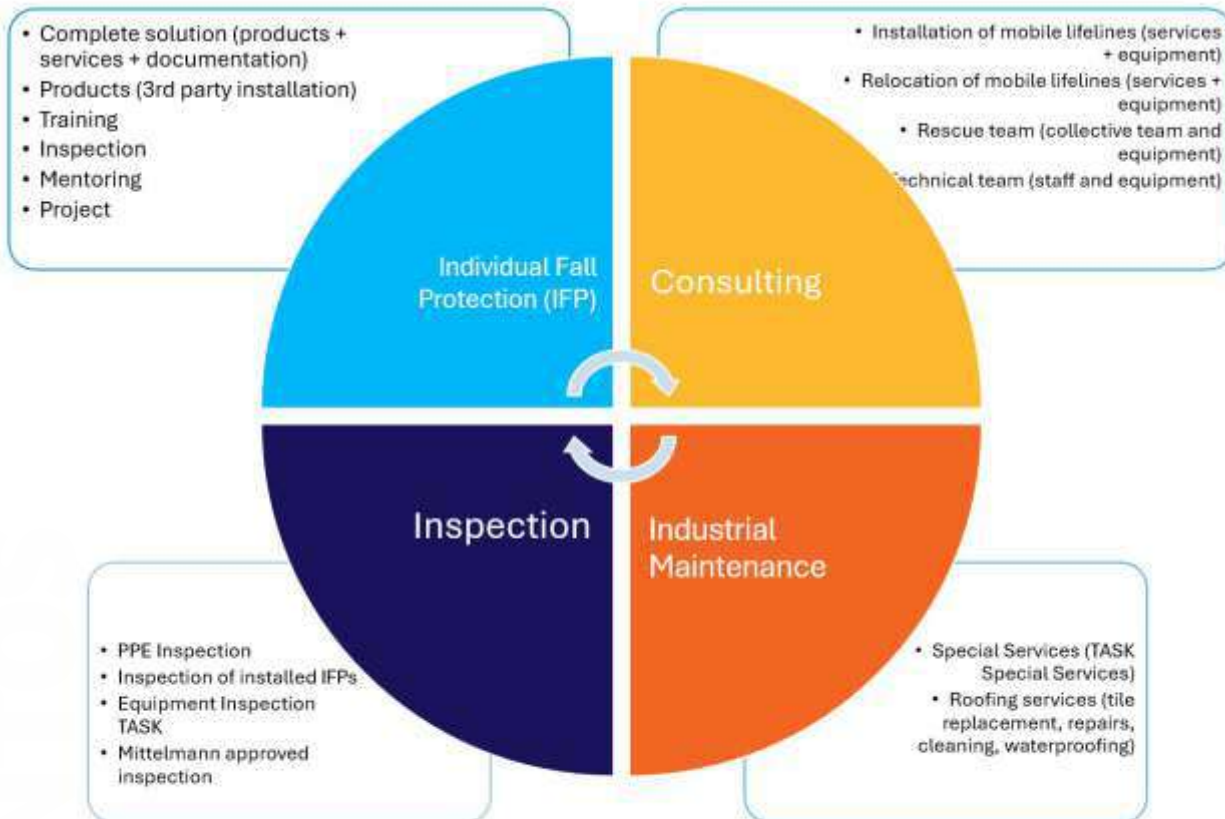 • Complete solution (products +
services + documentation)
• Products (3rd party installation)
• Training
• Inspection
• Mentoring
• Project
• Installation of mobile lifelines (services
+ equipment)
• Relocation of mobile lifelines (services +
equipment)
• Rescue team (collective team and
equipment)
team (staff and equipment)
Individual Fall
Protection (IFP)
Consulting
Inspection
Industrial
Maintenance
• PPE Inspection
• Inspection of installed IFPs
• Equipment Inspection
TASK
• Mittelmann approved
inspection
• Special Services (TASK
Special Services)
• Roofing services (tile
replacement, repairs,
cleaning, waterproofing)